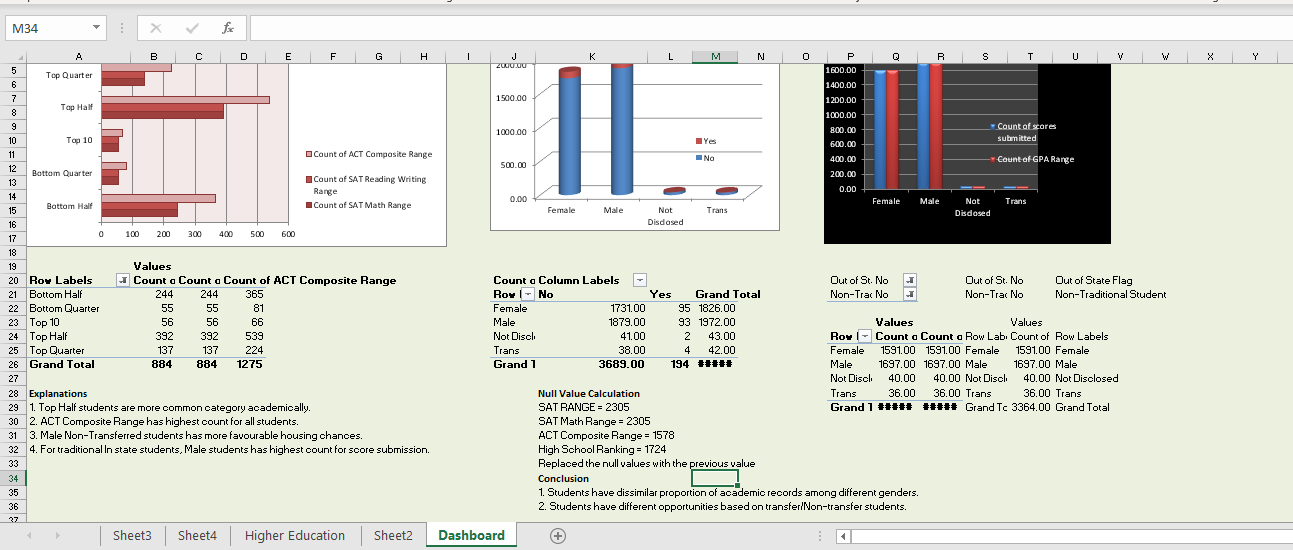 M34
fx
A B C D E F G H I J K L M N O P Q R S T U V W X Y
5
6
7
8
9
10
11
12
13
14
15
16
17
18
19
20
21
22
23
24
25
26
27
28
29
30
31
32
33
34
35
36
37
Top Quarter
Top Half
Top 10
Bottom Quarter
Bottom Half
0 100 200 300 400 500 600
Count of ACT Composite Range
Count of SAT Reading Writing
Range
Count of SAT Math Range
2000.00
1500.00
1000.00
500.00
0.00
Female Male Not Trans
Disclosed
Yes
No
1600.00
1400.00
1200.00
1000.00
800.00
600.00
400.00
200.00
0.00
Female Male Not Trans
Disclosed
Count of scores
submitted
Count of GPA Range
Values
Row Labels Count o Count o Count of ACT Composite Range
Bottom Half 244 244 365
Bottom Quarter 55 55 81
Top 10 56 56 66
Top Half 392 392 539
Top Quarter 137 137 224
Grand Total 884 884 1275
Count o Column Labels
Row No Yes Grand Total
Female 1731.00 95 1826.00
Male 1879.00 93 1972.00
Not Discl 41.00 2 43.00
Trans 38.00 4 42.00
Grand T 3689.00 194 #####
Out of St No Out of St No Out of State Flag
Non-Trac No Non-Trac No Non-Traditional Student
Values Values
Row Count o Count o Row Lab Count of Row Labels
Female 1591.00 1591.00 Female 1591.00 Female
Male 1697.00 1697.00 Male 1697.00 Male
Not Discl 40.00 40.00 Not Discl 40.00 Not Disclosed
Trans 36.00 36.00 Trans 36.00 Trans
Grand T ##### ##### Grand To 3364.00 Grand Total
Explanations
1. Top Half students are more common category academically.
2. ACT Composite Range has highest count for all students.
3. Male Non-Transferred students has more favourable housing chances.
4. For traditional In state students, Male students has highest count for score submission.
Null Value Calculation
SAT RANGE = 2305
SAT Math Range = 2305
ACT Composite Range = 1578
High School Ranking = 1724
Replaced the null values with the previous value
Conclusion
1. Students have dissimilar proportion of academic records among different genders.
2. Students have different opportunities based on transfer/Non-transfer students.
Sheet3 Sheet4 Higher Education Sheet2 Dashboard